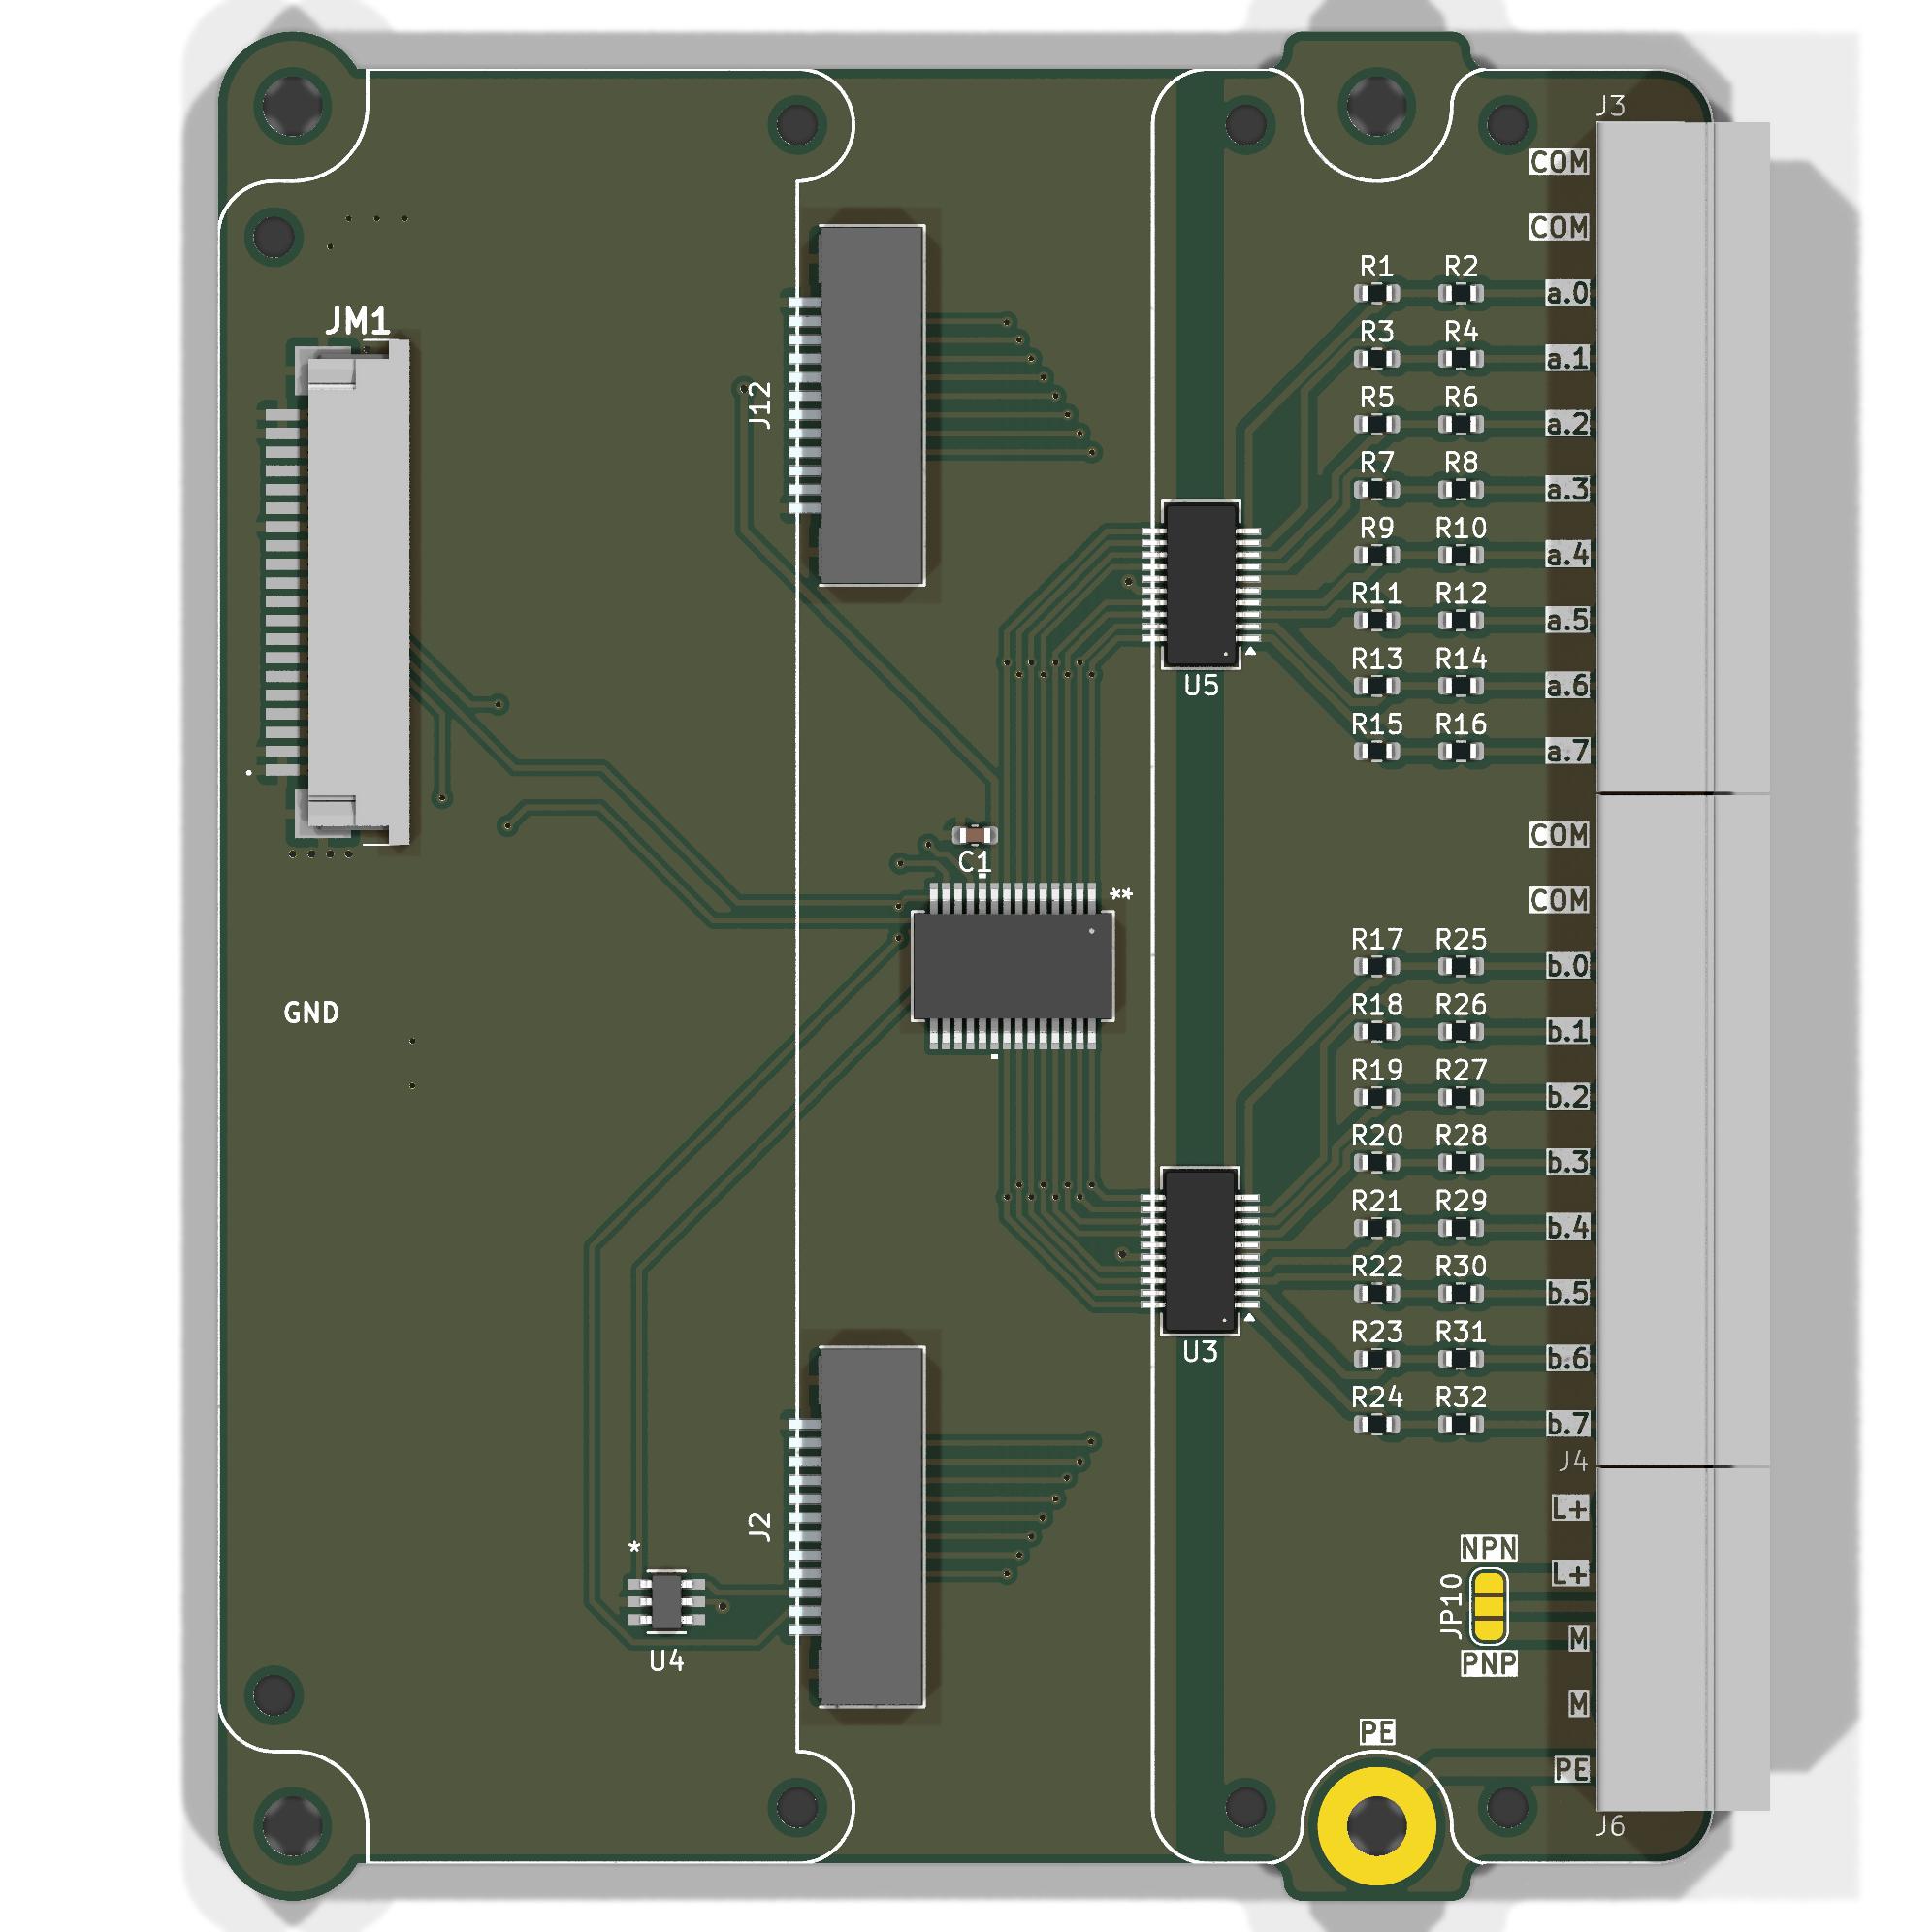 J3
COM
COM
R1 R2
a.0
JM1
R3 R4
a.1
J12
R5 R6
a.2
R7 R8
a.3
R9 R10
a.4
R11 R12
a.5
R13 R14
a.6
U5
R15 R16
a.7
COM
C1
**
COM
R17 R25
b.0
GND
R18 R26
b.1
R19 R27
b.2
R20 R28
b.3
R21 R29
b.4
R22 R30
b.5
R23 R31
b.6
U3
R24 R32
b.7
J4
L+
J2
*
NPN
L+
JP10
M
U4
PNP
M
PE
PE
J6